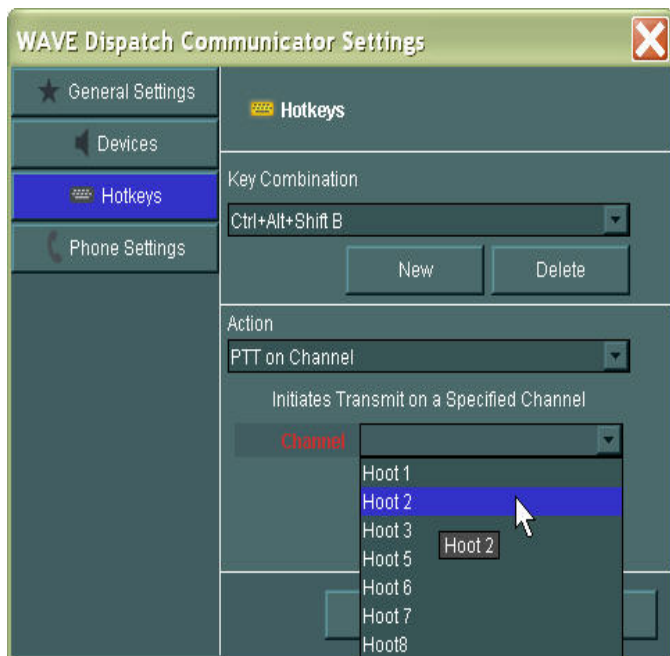 WAVE Dispatch Communicator Settings
General Settings
Devices
Hotkeys
Phone Settings
Hotkeys
Key Combination
Ctrl+Alt+Shift B
New
Delete
Action
PTT on Channel
Initiates Transmit on a Specified Channel
Channel
Hoot 1
Hoot 2
Hoot 3
Hoot 2
Hoot 5
Hoot 6
Hoot 7
Hoot8